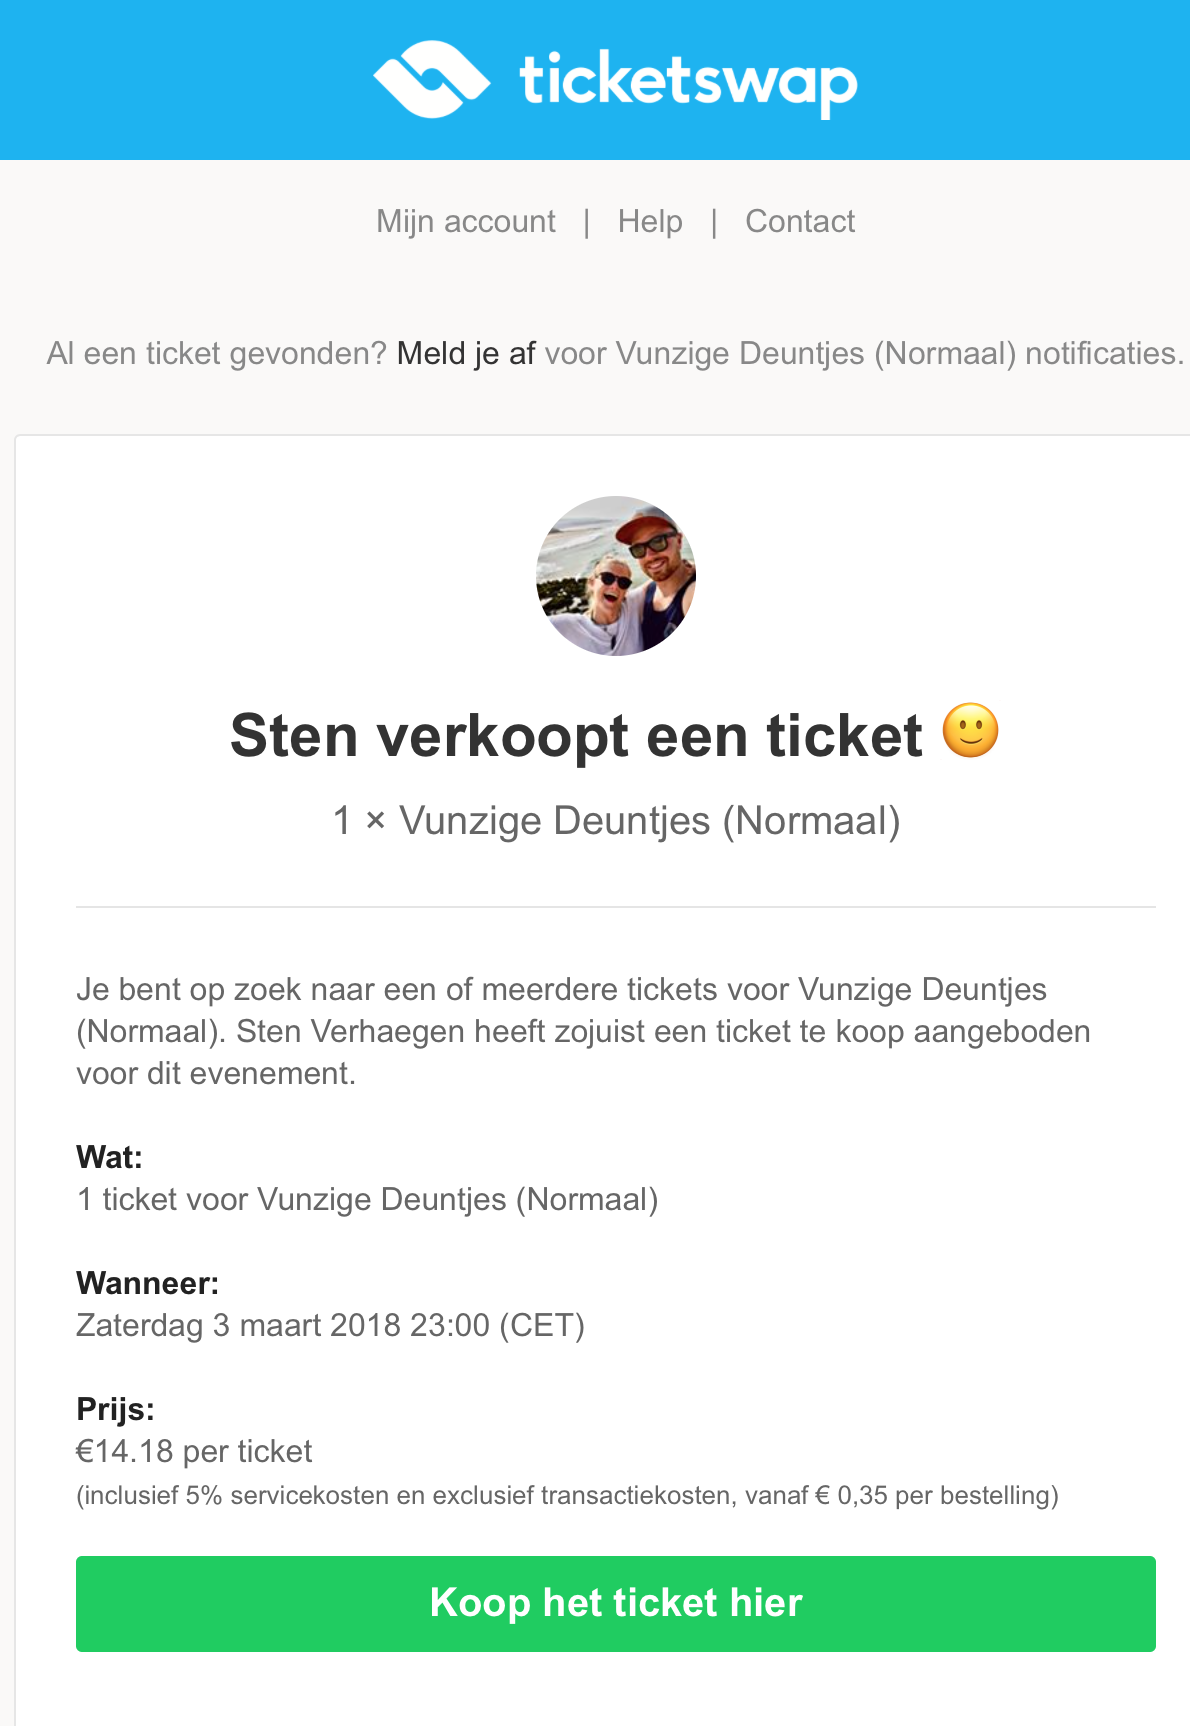 ticketswap
Mijn account | Help | Contact
Al een ticket gevonden? Meld je af voor Vunzige Deuntjes (Normaal) notificaties.
Sten verkoopt een ticket 🙂
1 × Vunzige Deuntjes (Normaal)
Je bent op zoek naar een of meerdere tickets voor Vunzige Deuntjes
(Normaal). Sten Verhaegen heeft zojuist een ticket te koop aangeboden
voor dit evenement.
Wat:
1 ticket voor Vunzige Deuntjes (Normaal)
Wanneer:
Zaterdag 3 maart 2018 23:00 (CET)
Prijs:
€14.18 per ticket
(inclusief 5% servicekosten en exclusief transactiekosten, vanaf € 0,35 per bestelling)
Koop het ticket hier